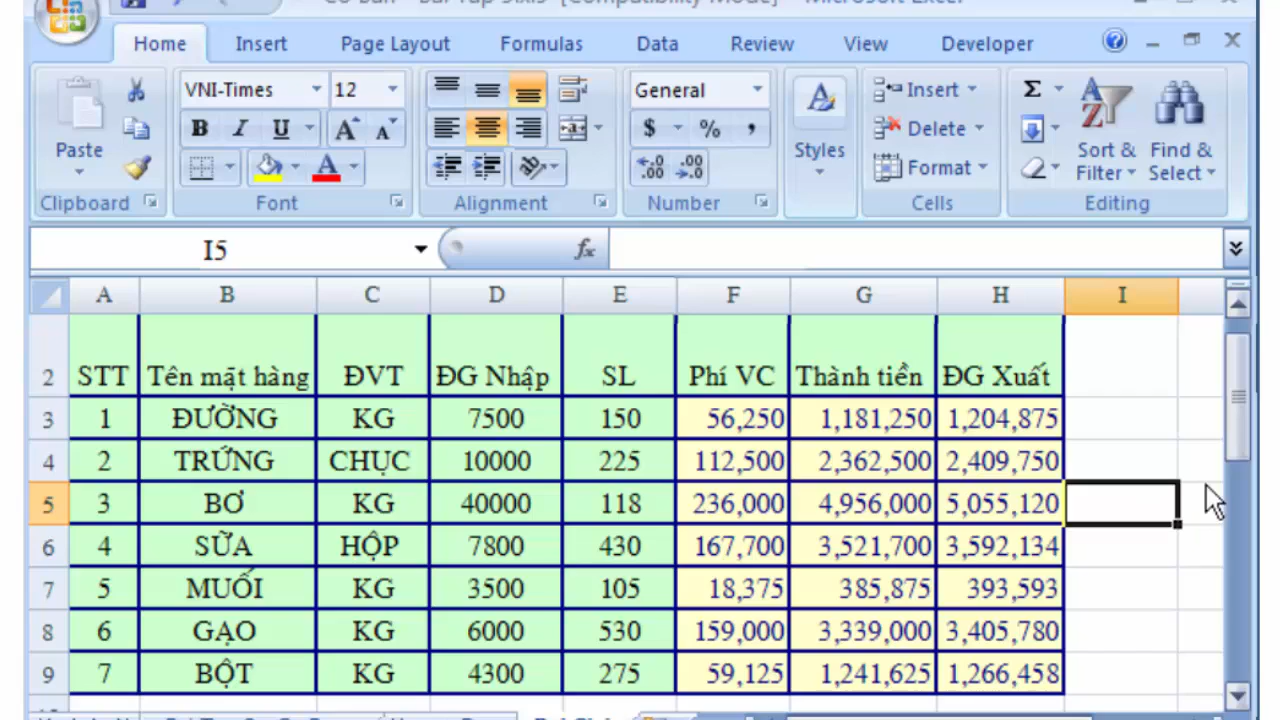 Home Insert Page Layout Formulas Data Review View Developer
VNI-Times 12 General Insert
B I U A A $ % , Delete
Paste Styles Sort & Find &
A .00 .00 Format Filter Select
Clipboard Font Alignment Number Cells Editing
I5 fx
A B C D E F G H I
2 STT Tên mặt hàng ĐVT ĐG Nhập SL Phí VC Thành tiền ĐG Xuất
3 1 ĐƯỜNG KG 7500 150 56,250 1,181,250 1,204,875
4 2 TRỨNG CHỤC 10000 225 112,500 2,362,500 2,409,750
5 3 BƠ KG 40000 118 236,000 4,956,000 5,055,120
6 4 SỮA HỘP 7800 430 167,700 3,521,700 3,592,134
7 5 MUỐI KG 3500 105 18,375 385,875 393,593
8 6 GẠO KG 6000 530 159,000 3,339,000 3,405,780
9 7 BỘT KG 4300 275 59,125 1,241,625 1,266,458